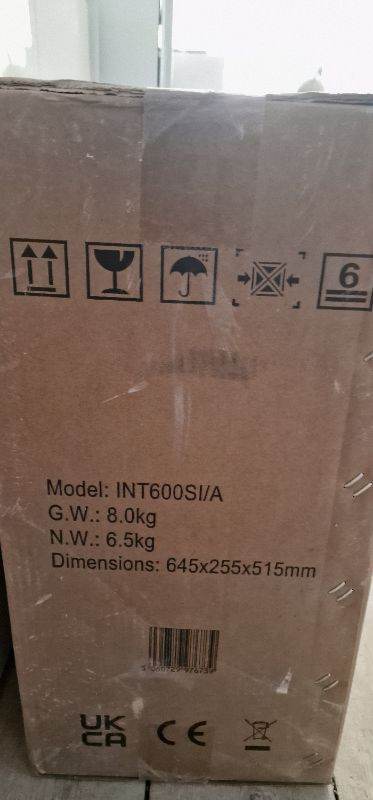 6
Model: INT600SI/A
G.W.: 8.0kg
N.W.: 6.5kg
Dimensions: 645x255x515mm
UK
CA
CE